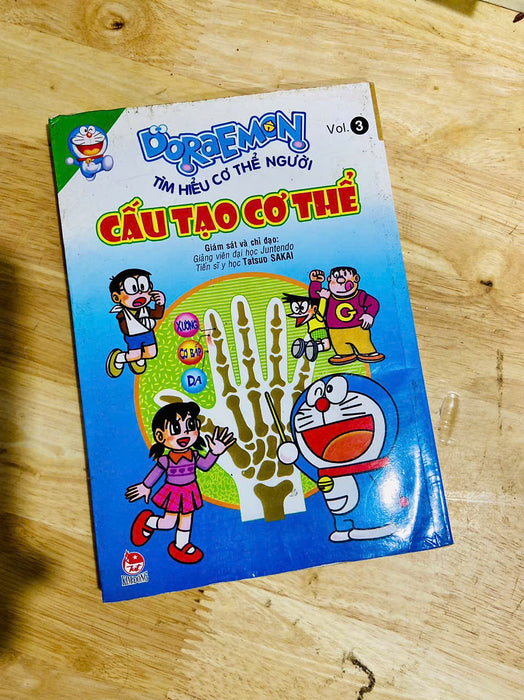 DORAEMON
Vol. 3
TÌM HIỂU CƠ THỂ NGƯỜI
CẤU TẠO CƠ THỂ
Giám sát và chỉ đạo:
Giảng viên đại học Juntendo
Tiến sĩ y học Tatsuo SAKAI
XƯƠNG
CƠ BẮP
DA
G
KIM ĐỒNG